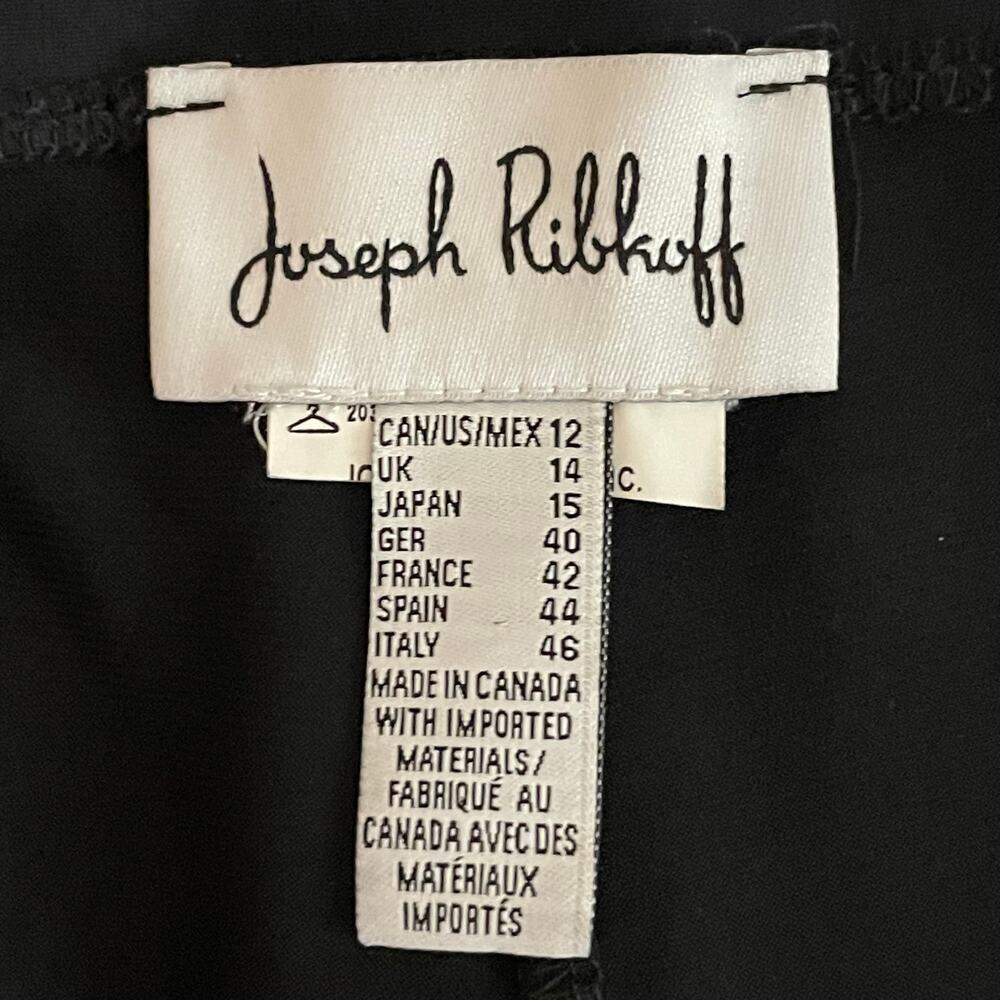 Joseph Ribkoff
203
CAN/US/MEX 12
UK 14
JAPAN 15
GER 40
FRANCE 42
SPAIN 44
ITALY 46
MADE IN CANADA
WITH IMPORTED
MATERIALS/
FABRIQUÉ AU
CANADA AVEC DES
MATÉRIAUX
IMPORTÉS